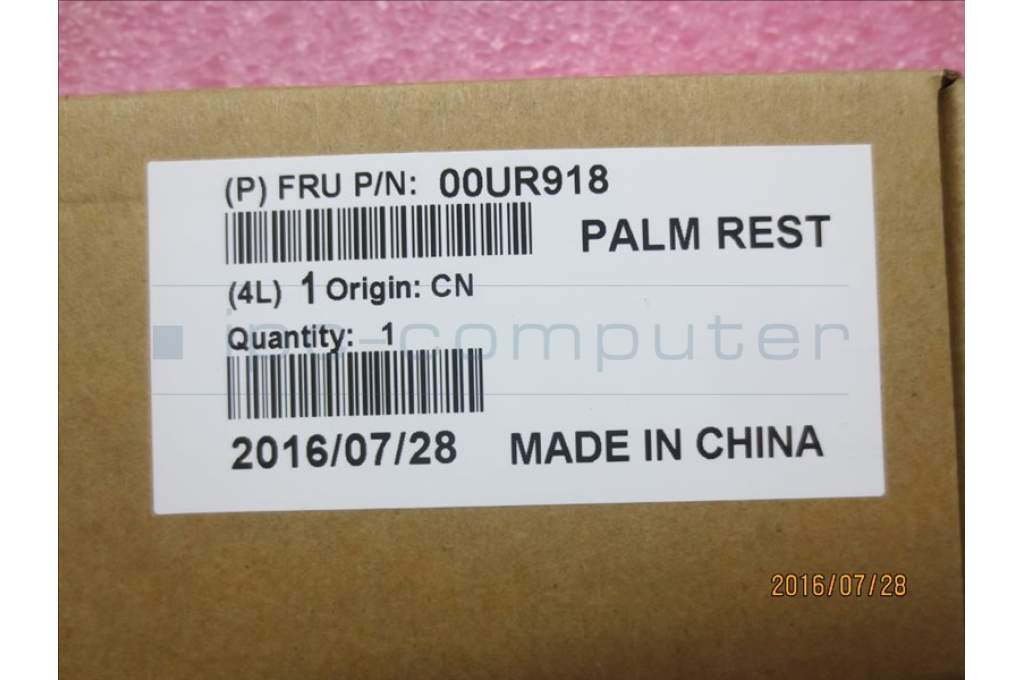 (P) FRU P/N: 00UR918
PALM REST
(4L) 1 Origin: CN
Quantity: 1
ipc-computer
2016/07/28 MADE IN CHINA
2016/07/28